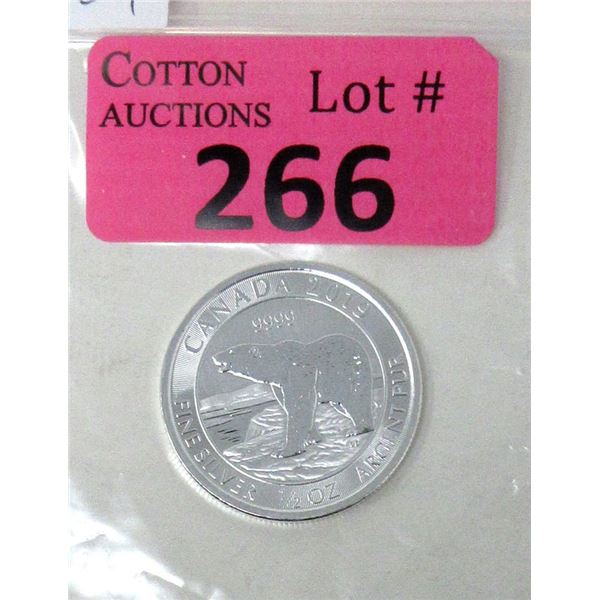 COTTON
AUCTIONS
Lot #
266
CANADA 2019
9999
FINE SILVER 1/2 OZ ARGENT PUR